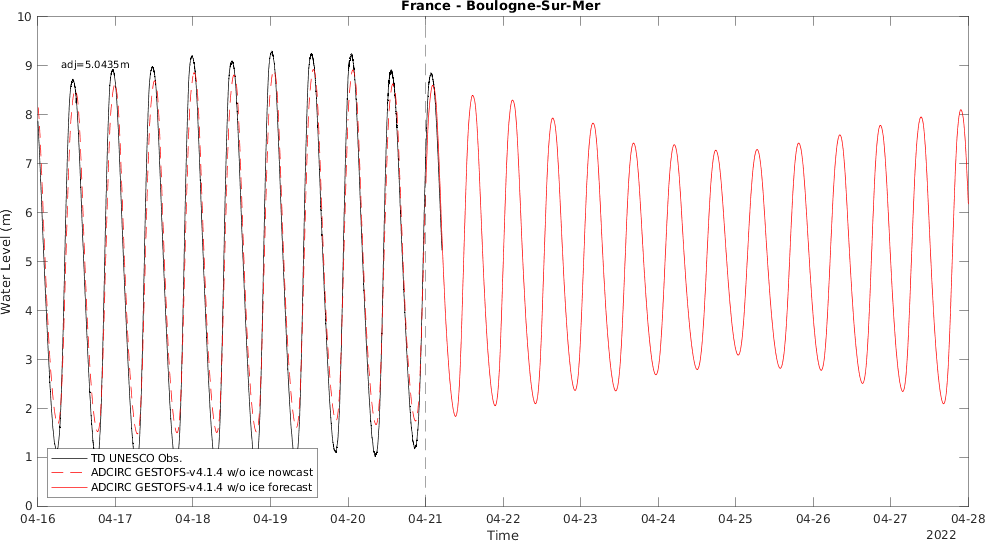 France - Boulogne-Sur-Mer
adj=5.0435m
Water Level (m)
10
9
8
7
6
5
4
3
2
1
0
TD UNESCO Obs.
ADCIRC GESTOFS-v4.1.4 w/o ice nowcast
ADCIRC GESTOFS-v4.1.4 w/o ice forecast
04-16 04-17 04-18 04-19 04-20 04-21 04-22 04-23 04-24 04-25 04-26 04-27 04-28
Time
2022